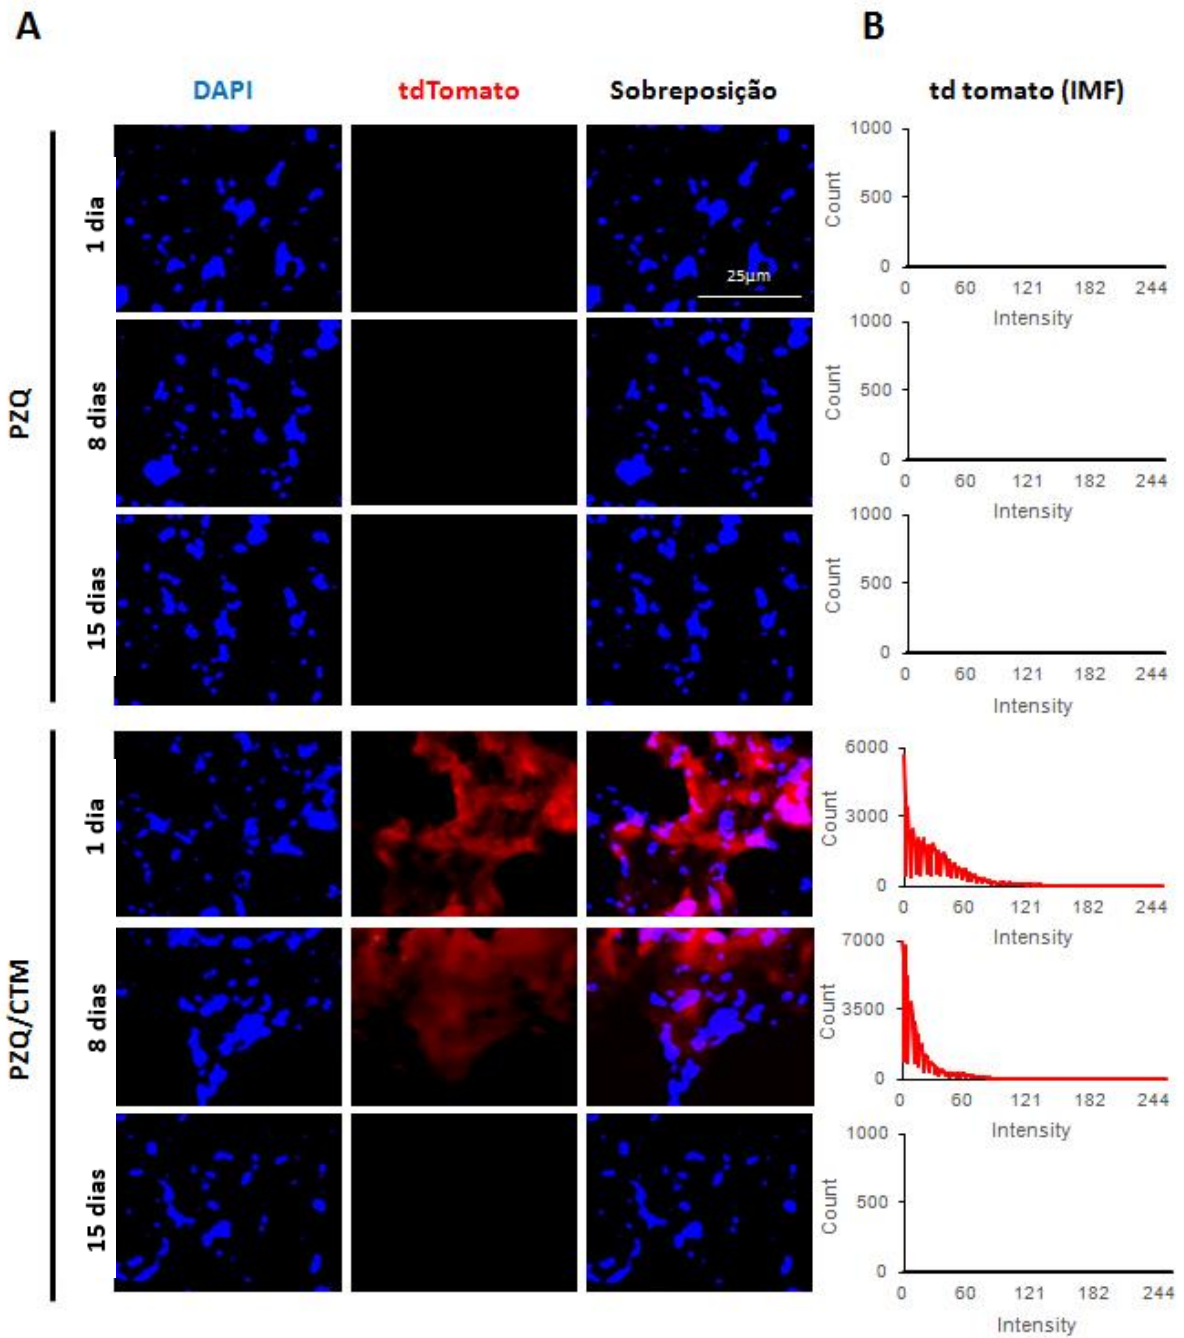 A
B
DAPI
tdTomato
Sobreposição
td tomato (IMF)
PZQ
1 dia
25µm
1000
500
0
Count
0 60 121 182 244
Intensity
8 dias
1000
500
0
Count
0 60 121 182 244
Intensity
15 dias
1000
500
0
Count
0 60 121 182 244
Intensity
PZQ/CTM
1 dia
6000
3000
0
Count
0 60 121 182 244
Intensity
8 dias
7000
3500
0
Count
0 60 121 182 244
Intensity
15 dias
1000
500
0
Count
0 60 121 182 244
Intensity